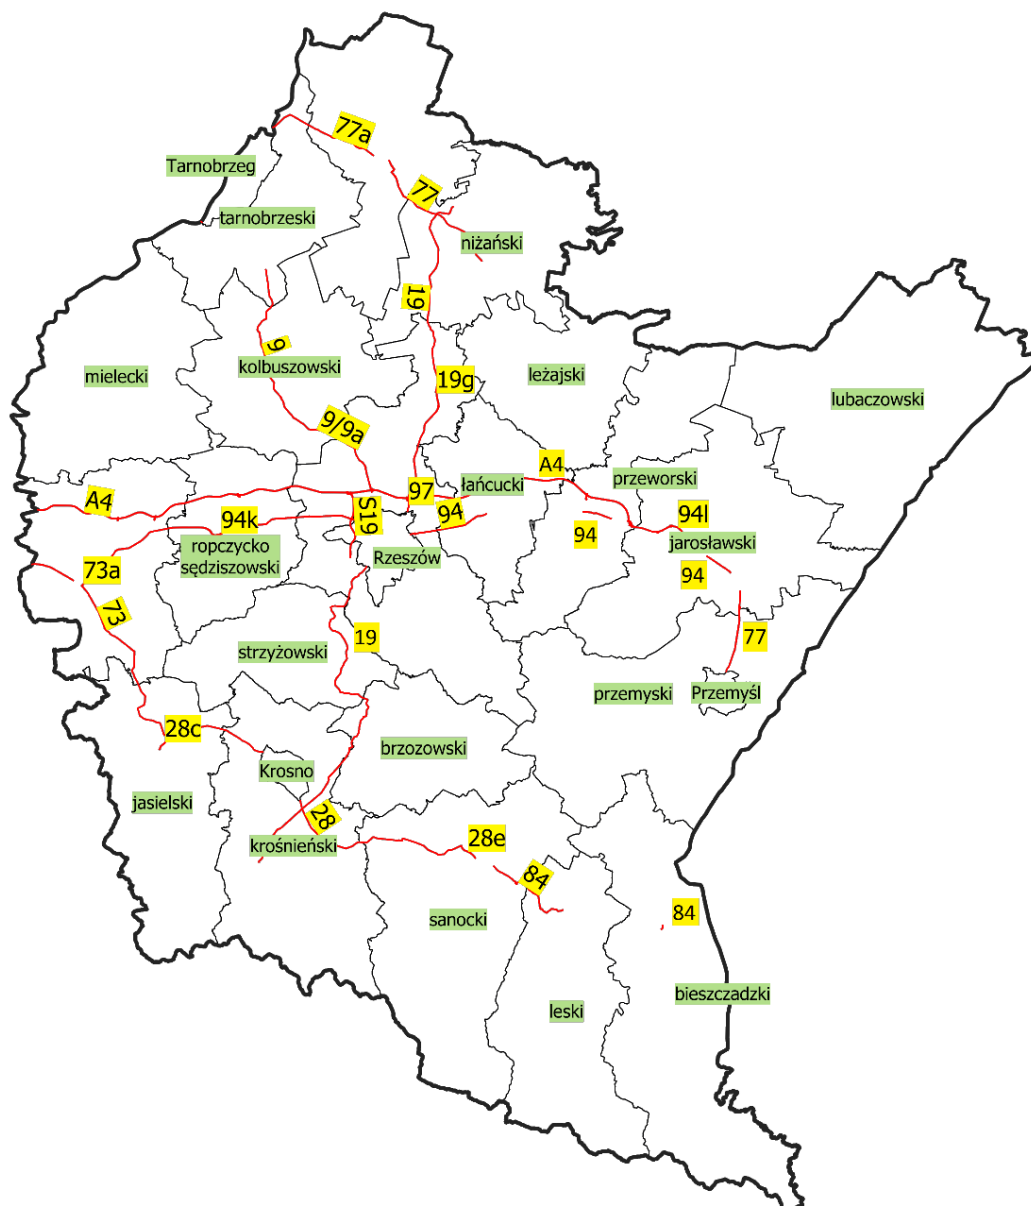 77a
Tarnobrzeg
77
tarnobrzeski
niżański
19
9
kolbuszowski
mielecki
19g
leżajski
lubaczowski
9/9a
A4
przeworski
łańcucki
97
A4
S19
94
94k
94l
94
jarosławski
ropczycko
sędziszowski
Rzeszów
73a
94
73
19
77
strzyżowski
przemyski
Przemyśl
28c
brzozowski
Krosno
jasielski
28
krośnieński
28e
84
sanocki
84
bieszczadzki
leski